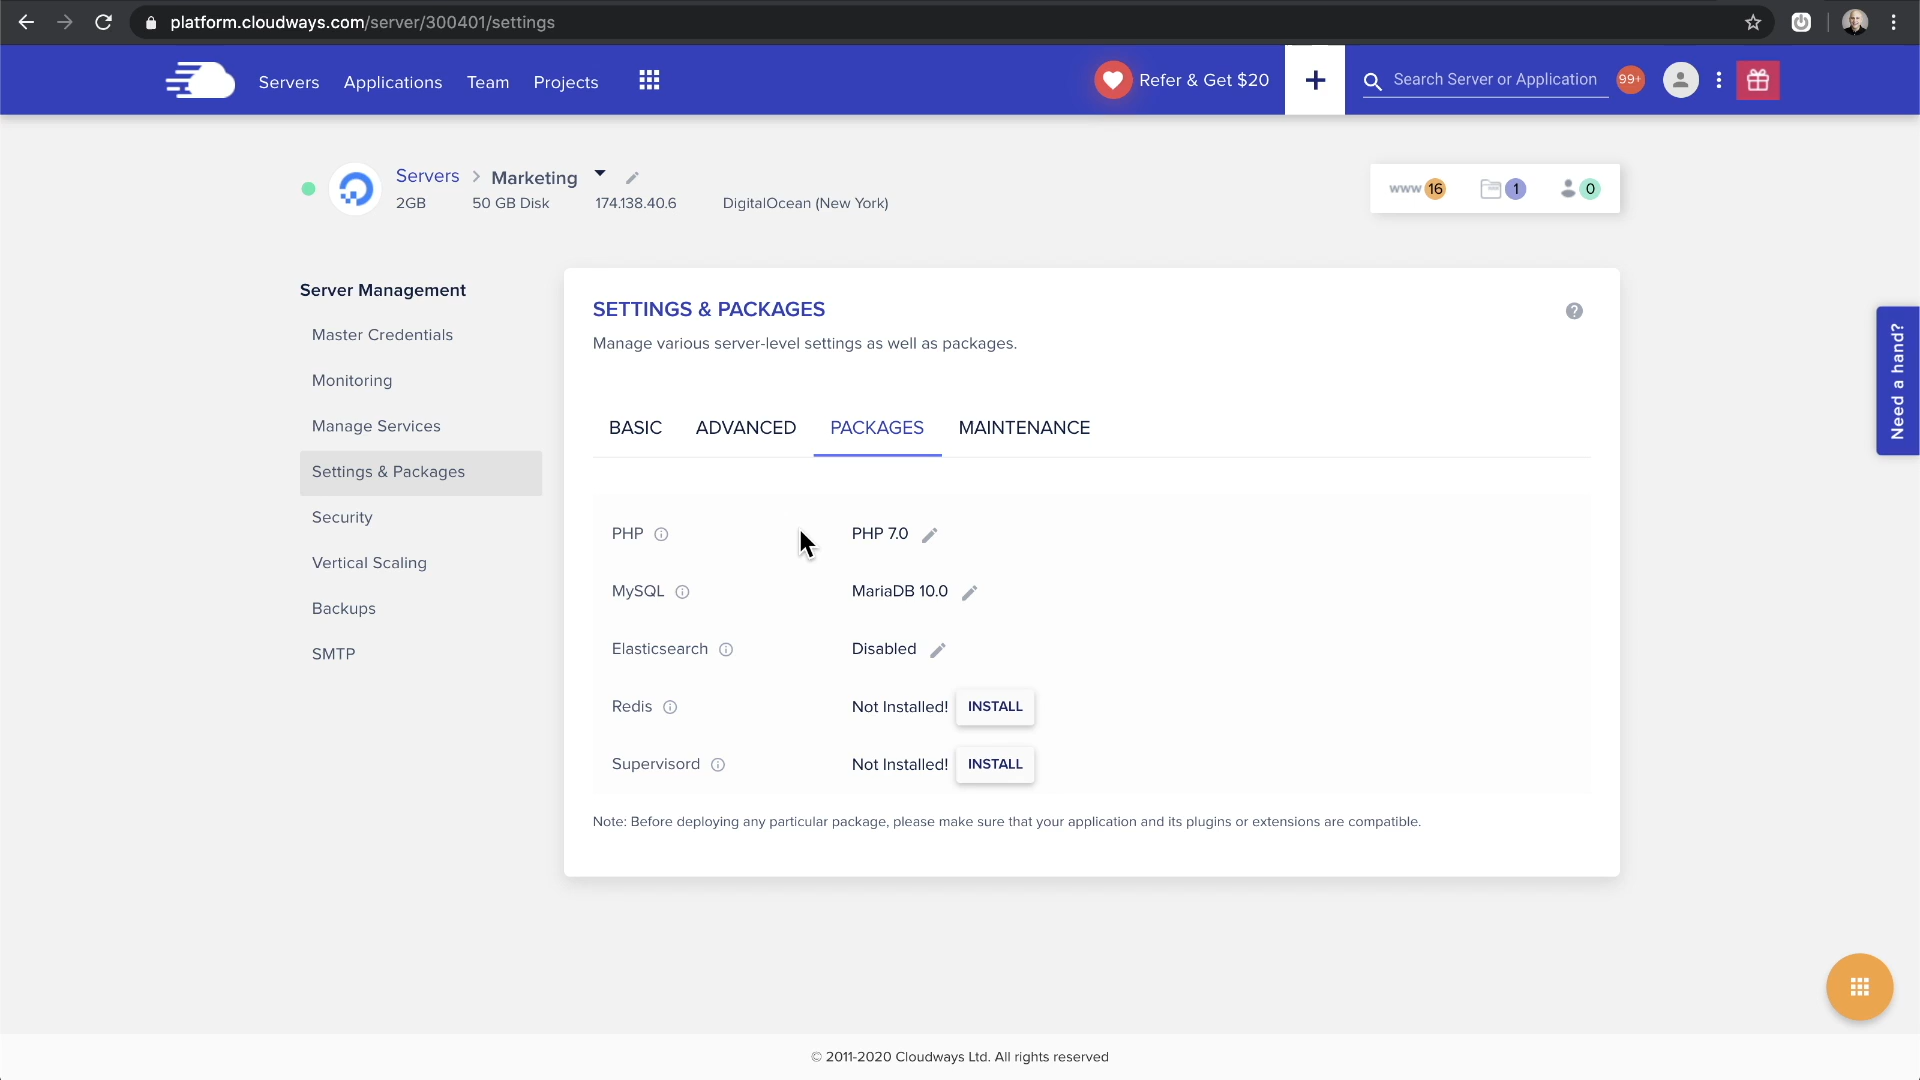 platform.cloudways.com/server/300401/settings
Servers Applications Team Projects Refer & Get $20 + Search Server or Application 99+
Servers > Marketing
2GB 50 GB Disk 174.138.40.6 DigitalOcean (New York)
www 16 1 0
Server Management
Master Credentials
Monitoring
Manage Services
Settings & Packages
Security
Vertical Scaling
Backups
SMTP
SETTINGS & PACKAGES
?
Manage various server-level settings as well as packages.
BASIC ADVANCED PACKAGES MAINTENANCE
PHP PHP 7.0
MySQL MariaDB 10.0
Elasticsearch Disabled
Redis Not Installed! INSTALL
Supervisord Not Installed! INSTALL
Note: Before deploying any particular package, please make sure that your application and its plugins or extensions are compatible.
Need a hand?
© 2011-2020 Cloudways Ltd. All rights reserved